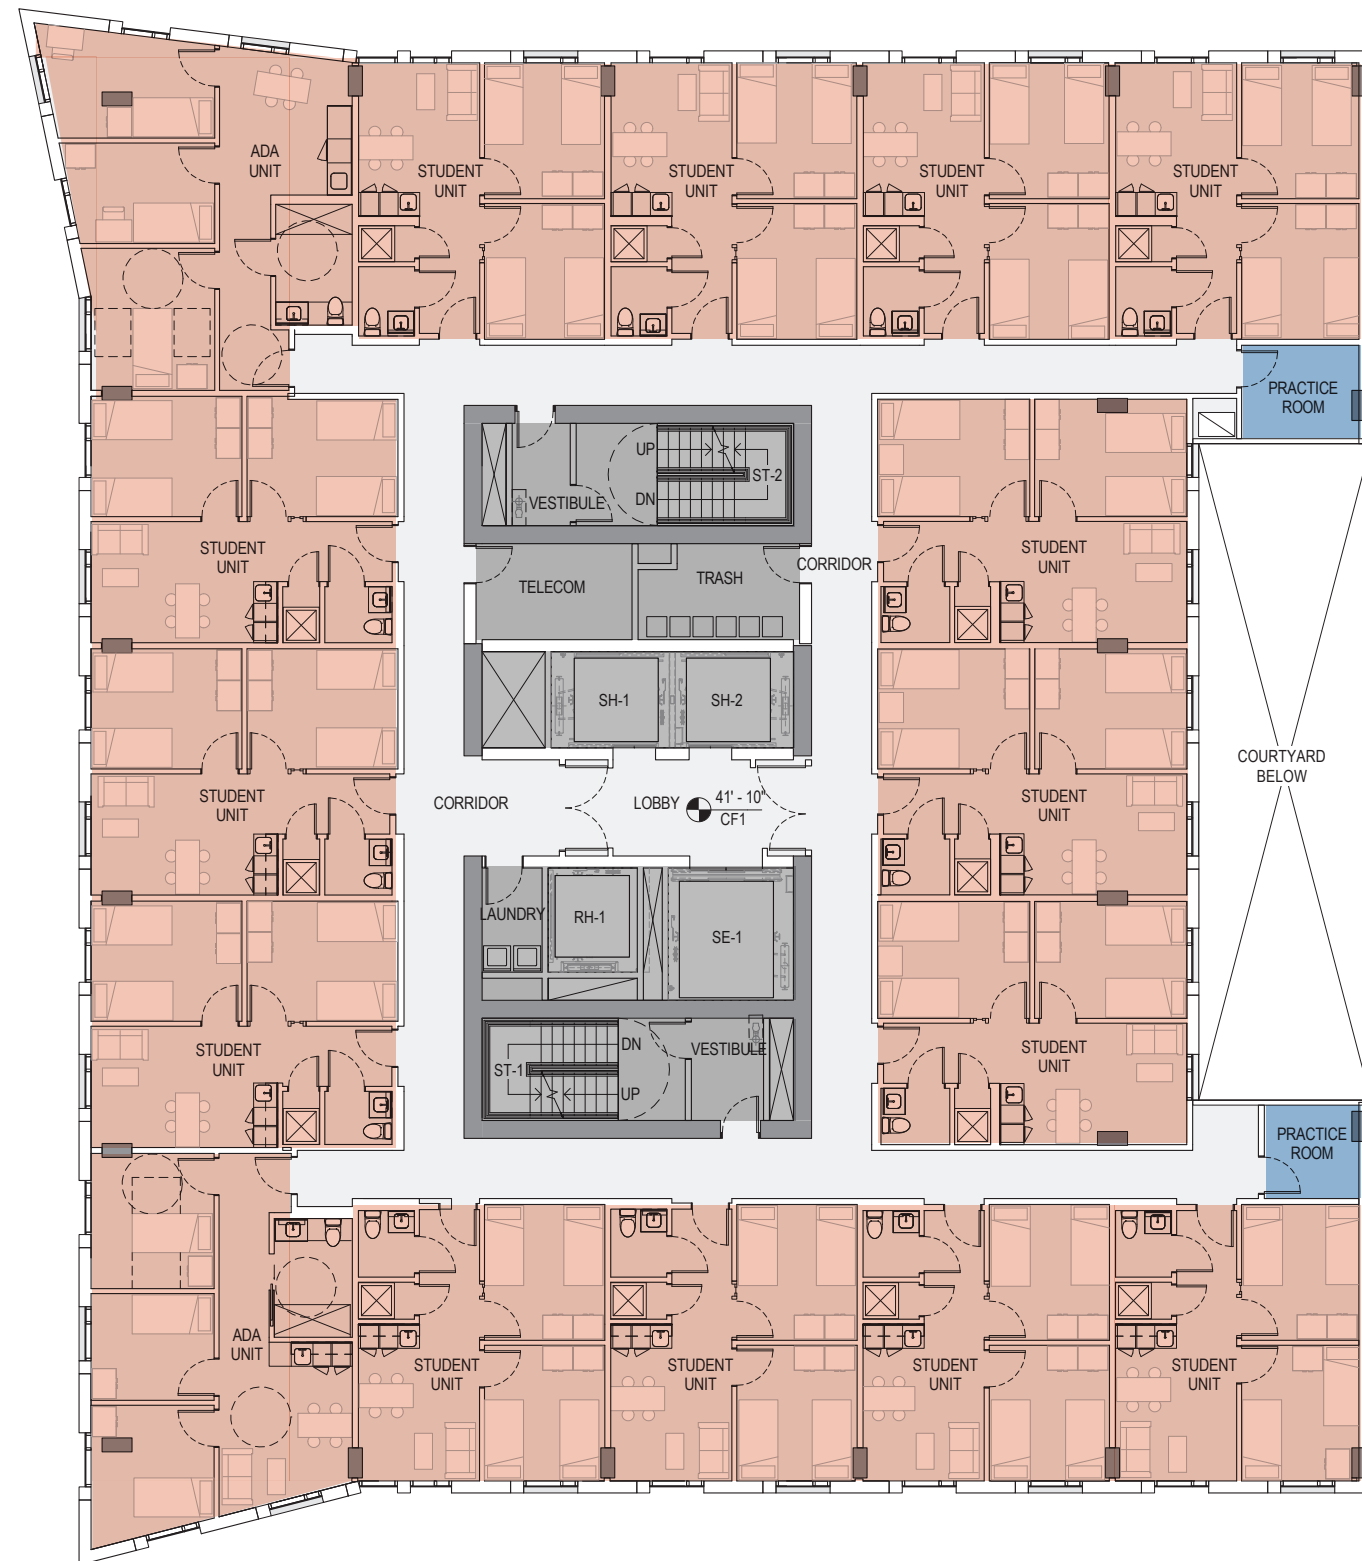 ADA
UNIT
STUDENT
UNIT
STUDENT
UNIT
STUDENT
UNIT
STUDENT
UNIT
PRACTICE
ROOM
UP
ST-2
DN
VESTIBULE
STUDENT
UNIT
TELECOM
TRASH
CORRIDOR
STUDENT
UNIT
SH-1
SH-2
COURTYARD
BELOW
STUDENT
UNIT
CORRIDOR
LOBBY
41' - 10"
CF1
STUDENT
UNIT
LAUNDRY
RH-1
SE-1
STUDENT
UNIT
ST-1
DN
UP
VESTIBULE
STUDENT
UNIT
PRACTICE
ROOM
ADA
UNIT
STUDENT
UNIT
STUDENT
UNIT
STUDENT
UNIT
STUDENT
UNIT